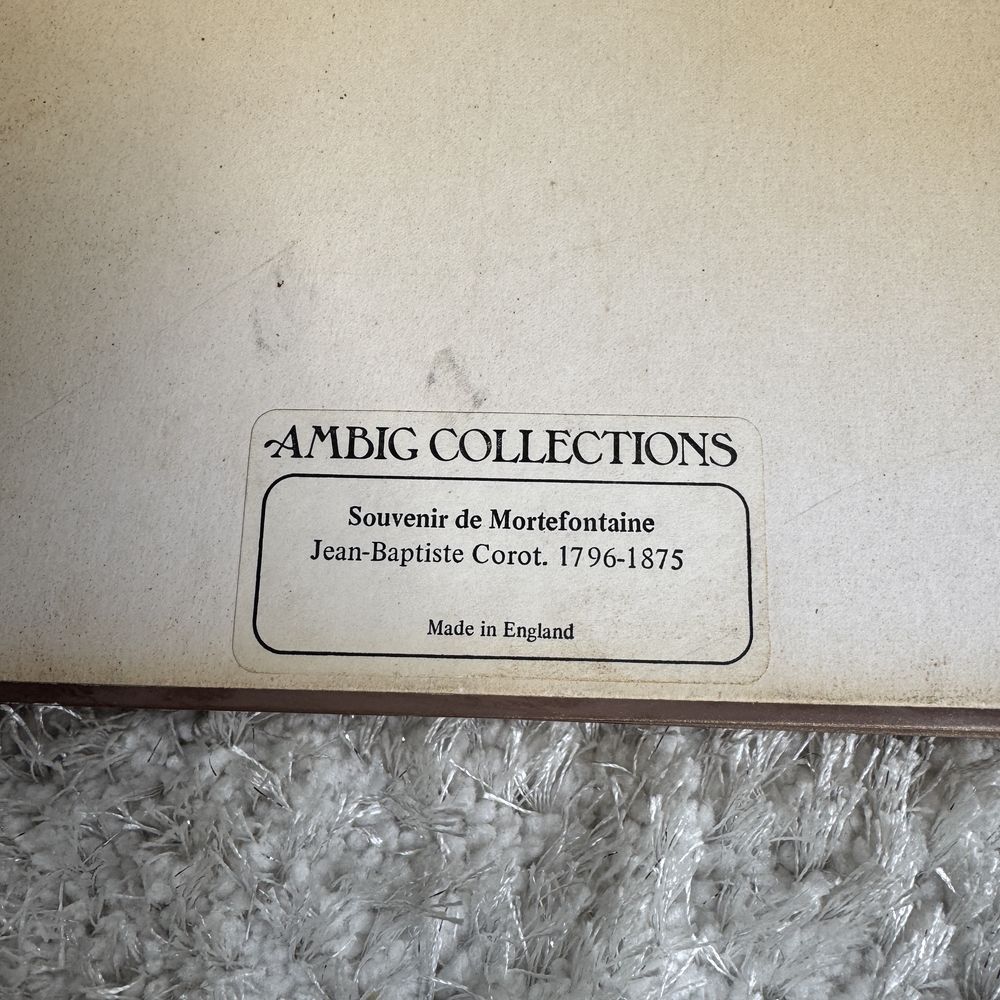 AMBIG COLLECTIONS
Souvenir de Mortefontaine
Jean-Baptiste Corot. 1796-1875
Made in England